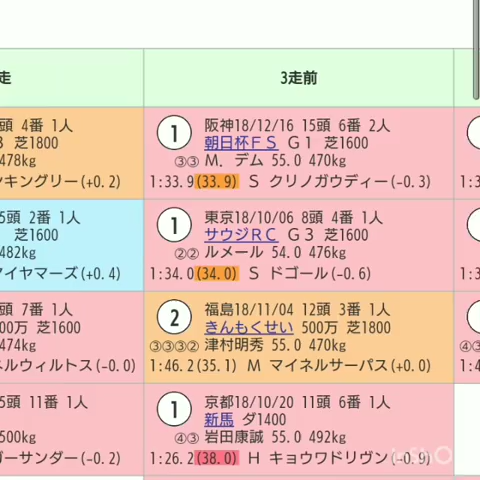 走 3走前
頭 4番 1人
3 芝1800
478kg
ンキングリー(+0.2)
1 阪神18/12/16 15頭 6番 2人
朝日杯FS G1 芝1600
③③ M．デム 55.0 470kg
1:33.9(33.9) S クリノガウディー(-0.3)
5頭 2番 1人
芝1600
482kg
アイヤマーズ(+0.4)
1 東京18/10/06 8頭 4番 1人
サウジRC G3 芝1600
②② ルメール 54.0 476kg
1:34.0(34.0) S ドゴール(-0.6)
頭 7番 1人
00万 芝1600
474kg
ネルウィルトス(-0.0)
2 福島18/11/04 12頭 3番 1人
きんもくせい 500万 芝1800
③③③② 津村明秀 55.0 470kg
1:46.2(35.1) M マイネルサーパス(+0.0)
5頭 11番 1人
500kg
ガーサンダー(-0.2)
1 京都18/10/20 11頭 6番 1人
新馬 ダ1400
④③ 岩田康誠 55.0 492kg
1:26.2(38.0) H キョウワドリヴン(-0.9)